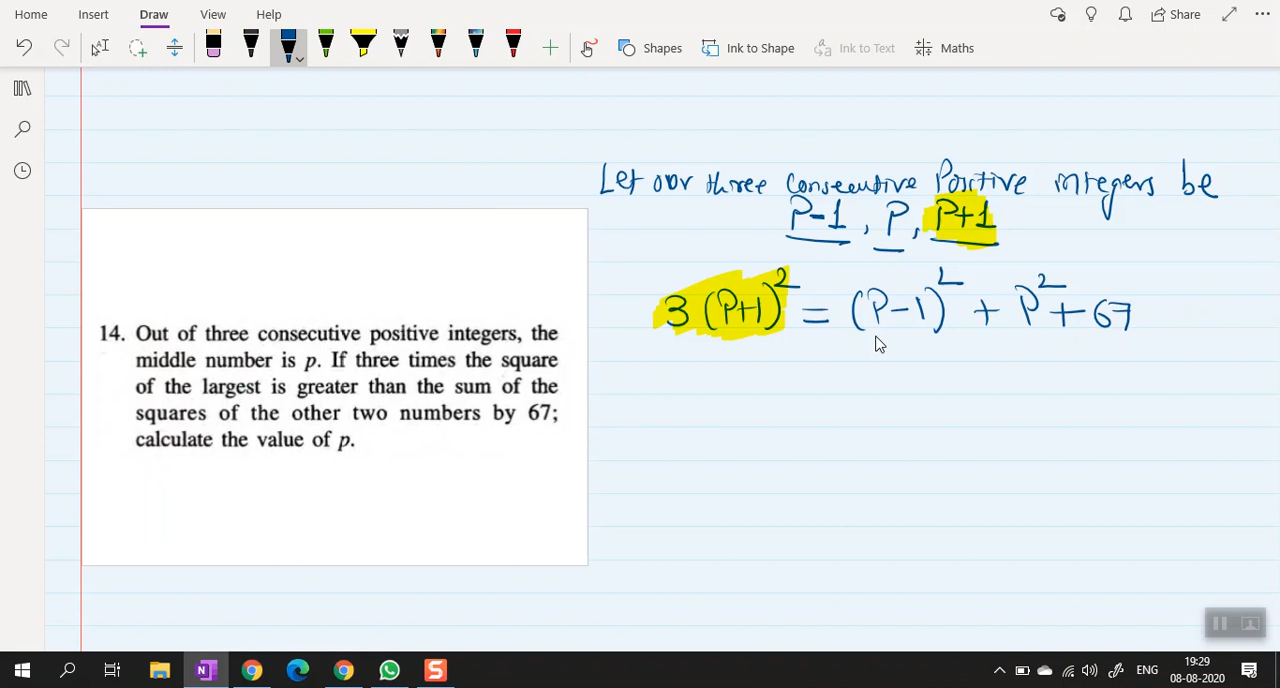 Home Insert Draw View Help
Share
Shapes Ink to Shape Ink to Text Maths
Let our three consecutive Positive integers be
P-1 , P, P+1
3 (P+1)² = (P-1)² + P² + 67
14. Out of three consecutive positive integers, the
middle number is p. If three times the square
of the largest is greater than the sum of the
squares of the other two numbers by 67;
calculate the value of p.
ENG
19:29
08-08-2020